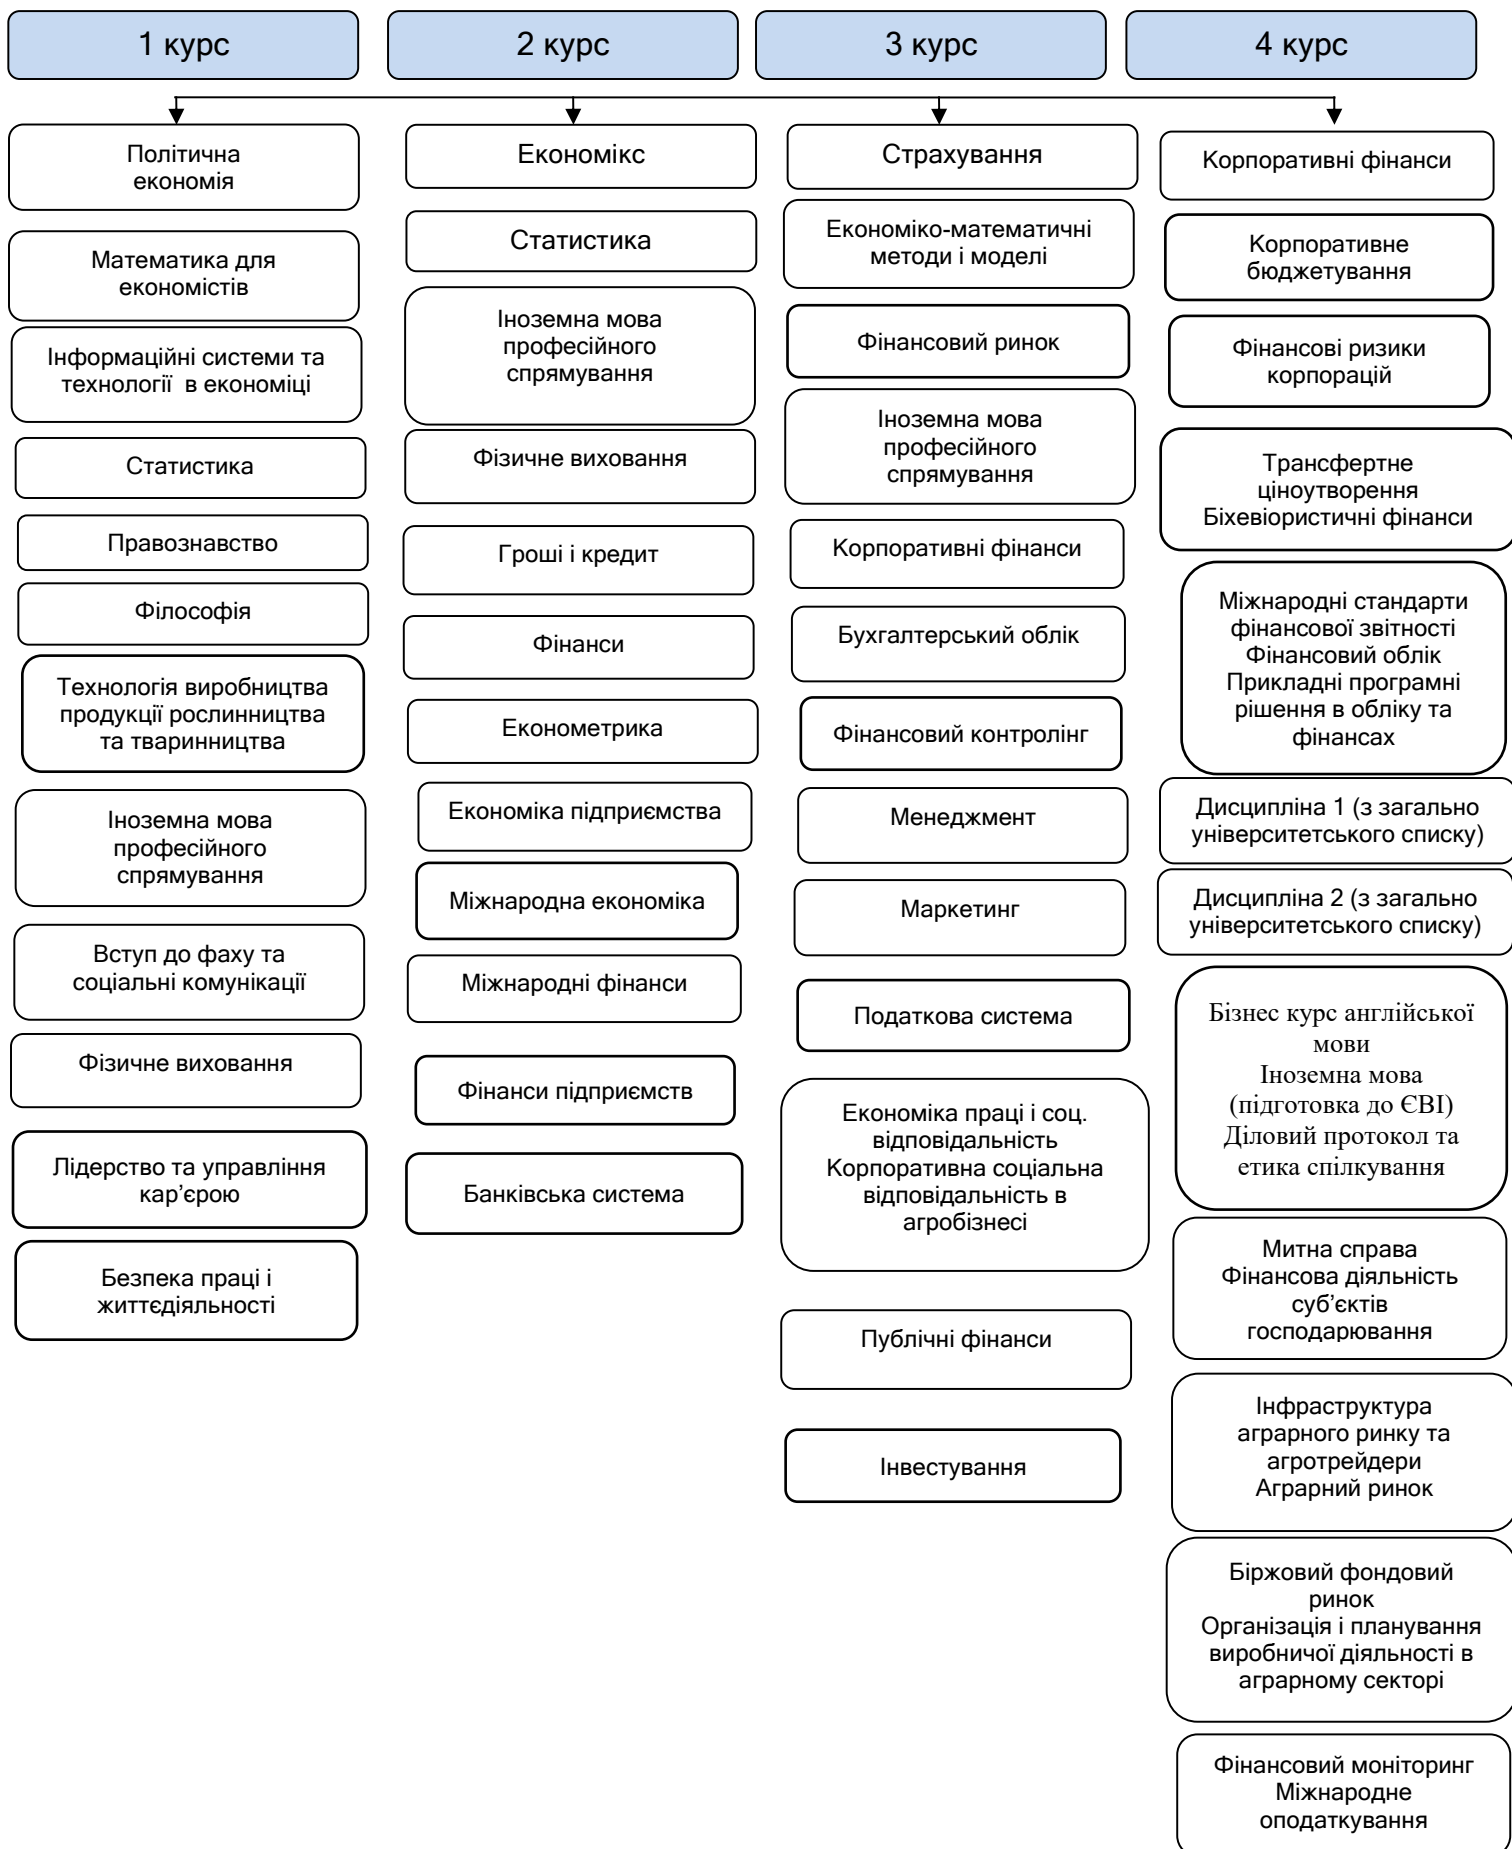 1 курс
2 курс
3 курс
4 курс
Політична
економія
Математика для
економістів
Інформаційні системи та
технології в економіці
Статистика
Правознавство
Філософія
Технологія виробництва
продукції рослинництва
та тваринництва
Іноземна мова
професійного
спрямування
Вступ до фаху та
соціальні комунікації
Фізичне виховання
Лідерство та управління
кар’єрою
Безпека праці і
життєдіяльності
Економікс
Статистика
Іноземна мова
професійного
спрямування
Фізичне виховання
Гроші і кредит
Фінанси
Економетрика
Економіка підприємства
Міжнародна економіка
Міжнародні фінанси
Фінанси підприємств
Банківська система
Страхування
Економіко-математичні
методи і моделі
Фінансовий ринок
Іноземна мова
професійного
спрямування
Корпоративні фінанси
Бухгалтерський облік
Фінансовий контролінг
Менеджмент
Маркетинг
Податкова система
Економіка праці і соц.
відповідальність
Корпоративна соціальна
відповідальність в
агробізнесі
Публічні фінанси
Інвестування
Корпоративні фінанси
Корпоративне
бюджетування
Фінансові ризики
корпорацій
Трансфертне
ціноутворення
Біхевіористичні фінанси
Міжнародні стандарти
фінансової звітності
Фінансовий облік
Прикладні програмні
рішення в обліку та
фінансах
Дисципліна 1 (з загально
університетського списку)
Дисципліна 2 (з загально
університетського списку)
Бізнес курс англійської
мови
Іноземна мова
(підготовка до ЄВІ)
Діловий протокол та
етика спілкування
Митна справа
Фінансова діяльність
суб’єктів
господарювання
Інфраструктура
аграрного ринку та
агротрейдери
Аграрний ринок
Біржовий фондовий
ринок
Організація і планування
виробничої діяльності в
аграрному секторі
Фінансовий моніторинг
Міжнародне
оподаткування